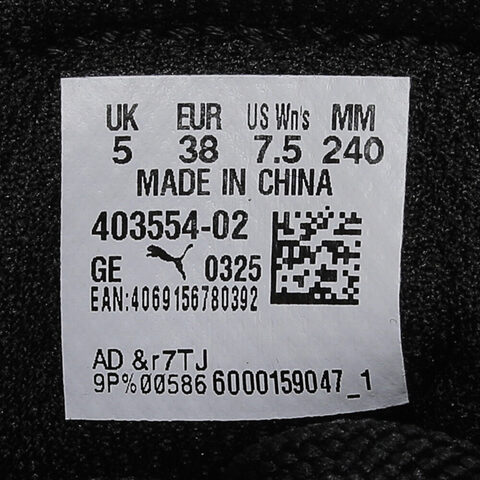 UK EUR US Wn's MM
5 38 7.5 240
MADE IN CHINA
403554-02
GE 0325
EAN:4069156780392
AD &r7TJ
9P%00586 6000159047_1